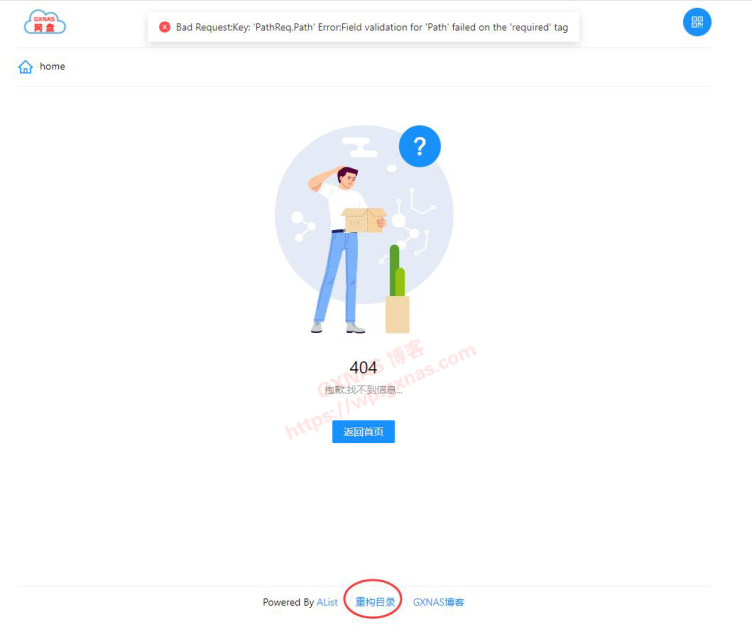 GXNAS
网 盘
Bad Request:Key: 'PathReq.Path' Error:Field validation for 'Path' failed on the 'required' tag
home
?
404
抱歉,找不到信息...
GXNAS 博客
https://wp.gxnas.com
返回首页
Powered By AList 重构目录 GXNAS博客